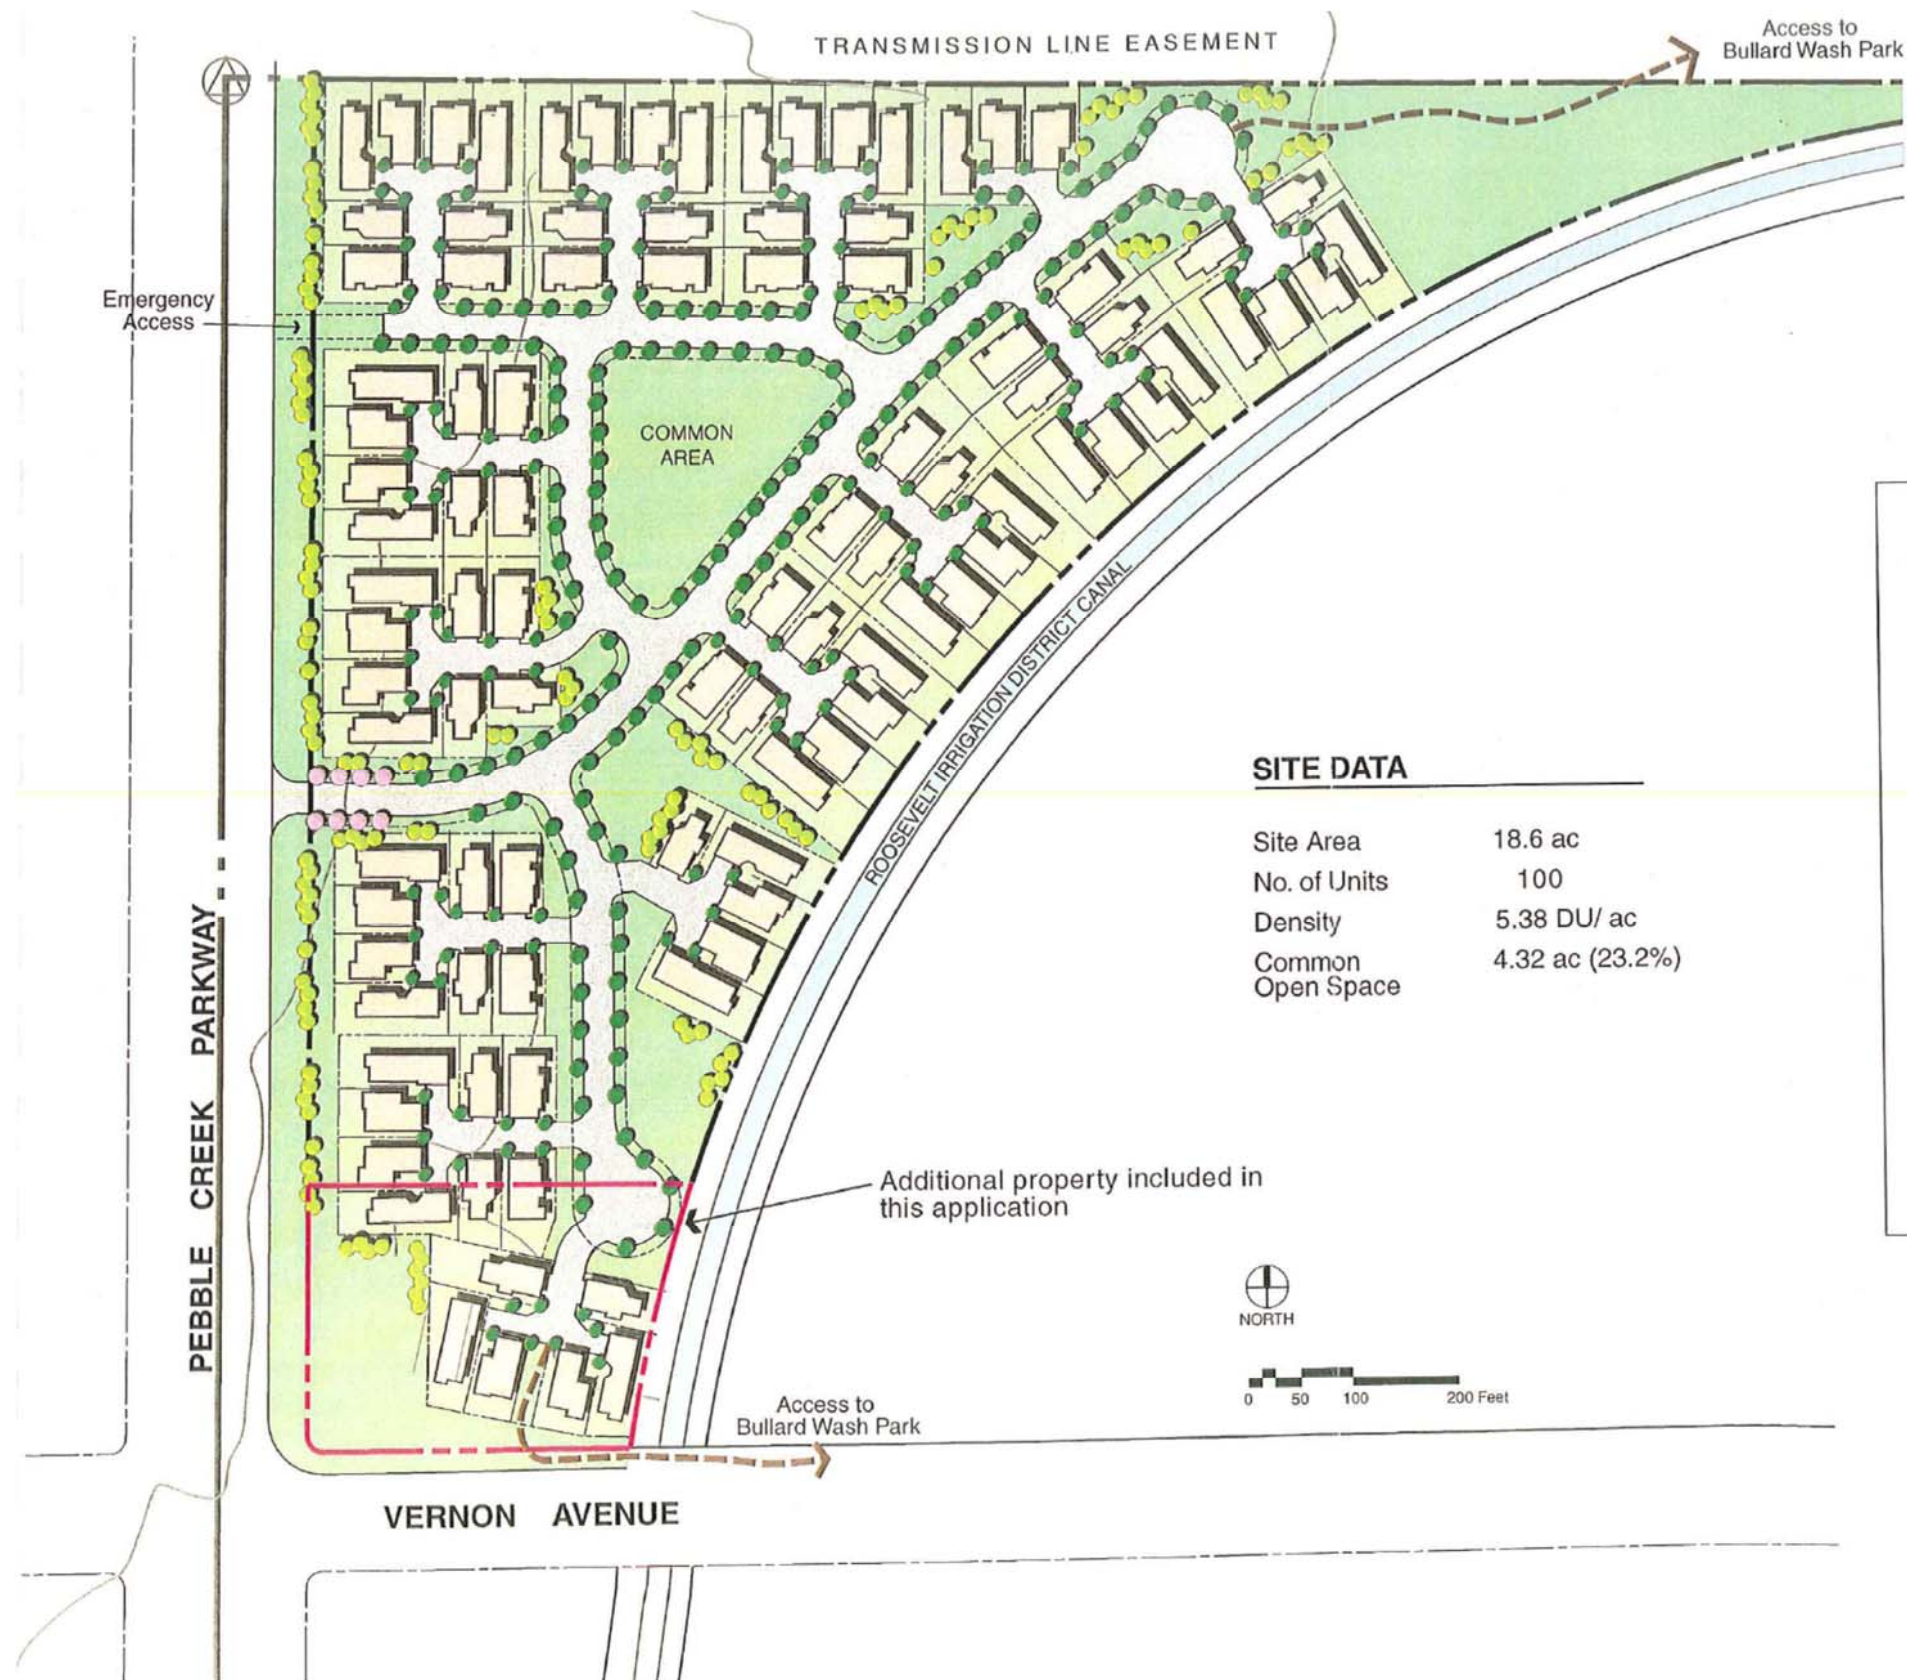 TRANSMISSION LINE EASEMENT
Access to
Bullard Wash Park
Emergency
Access
COMMON
AREA
ROOSEVELT IRRIGATION DISTRICT CANAL
SITE DATA
Site Area 18.6 ac
No. of Units 100
Density 5.38 DU/ ac
Common 4.32 ac (23.2%)
Open Space
PEBBLE CREEK PARKWAY
Additional property included in
this application
NORTH
0 50 100 200 Feet
Access to
Bullard Wash Park
VERNON AVENUE